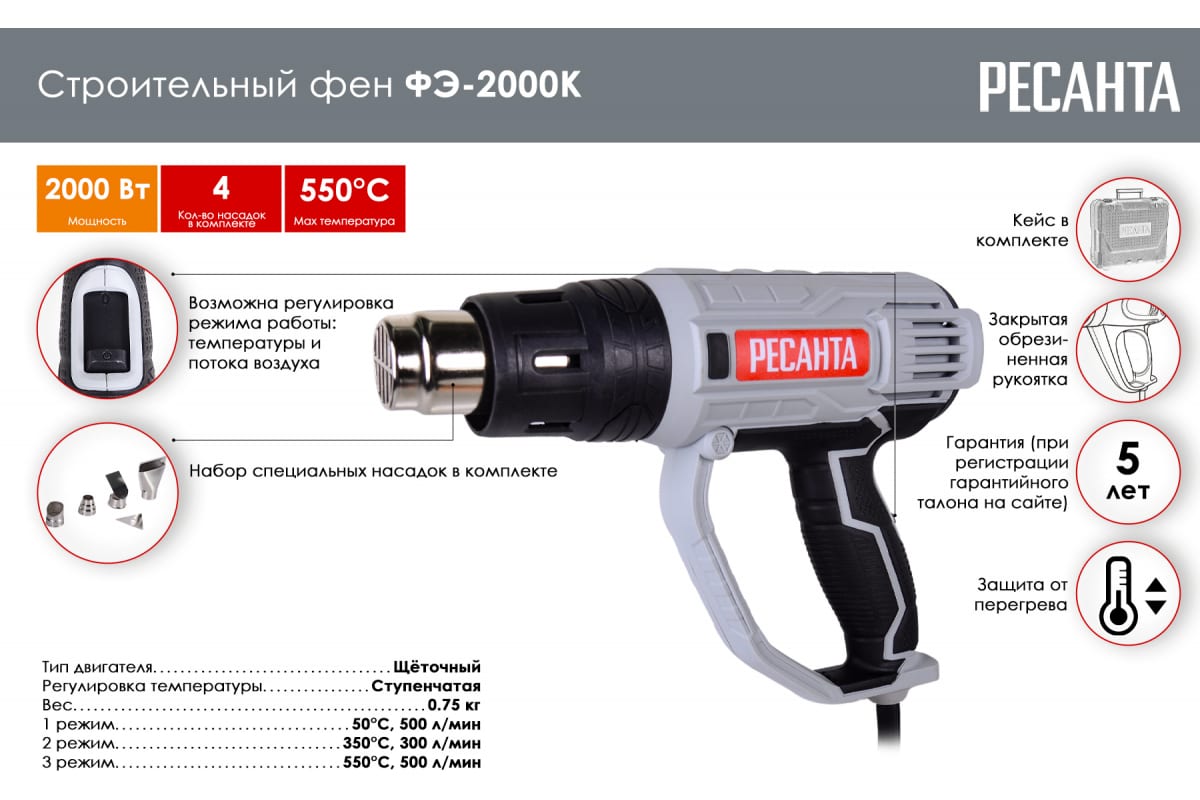 Строительный фен ФЭ-2000К
РЕСАНТА
2000 Вт
Мощность
4
Кол-во насадок
в комплекте
550°C
Max температура
Возможна регулировка
режима работы:
температуры и
потока воздуха
Набор специальных насадок в комплекте
РЕСАНТА
Кейс в
комплекте
РЕСАНТА
Закрытая
обрези-
ненная
рукоятка
Гарантия (при
регистрации
гарантийного
талона на сайте)
5
лет
Защита от
перегрева
Тип двигателя......................................Щёточный
Регулировка температуры................Ступенчатая
Вес....................................................0.75 кг
1 режим....................................50°C, 500 л/мин
2 режим..................................350°C, 300 л/мин
3 режим..................................550°C, 500 л/мин